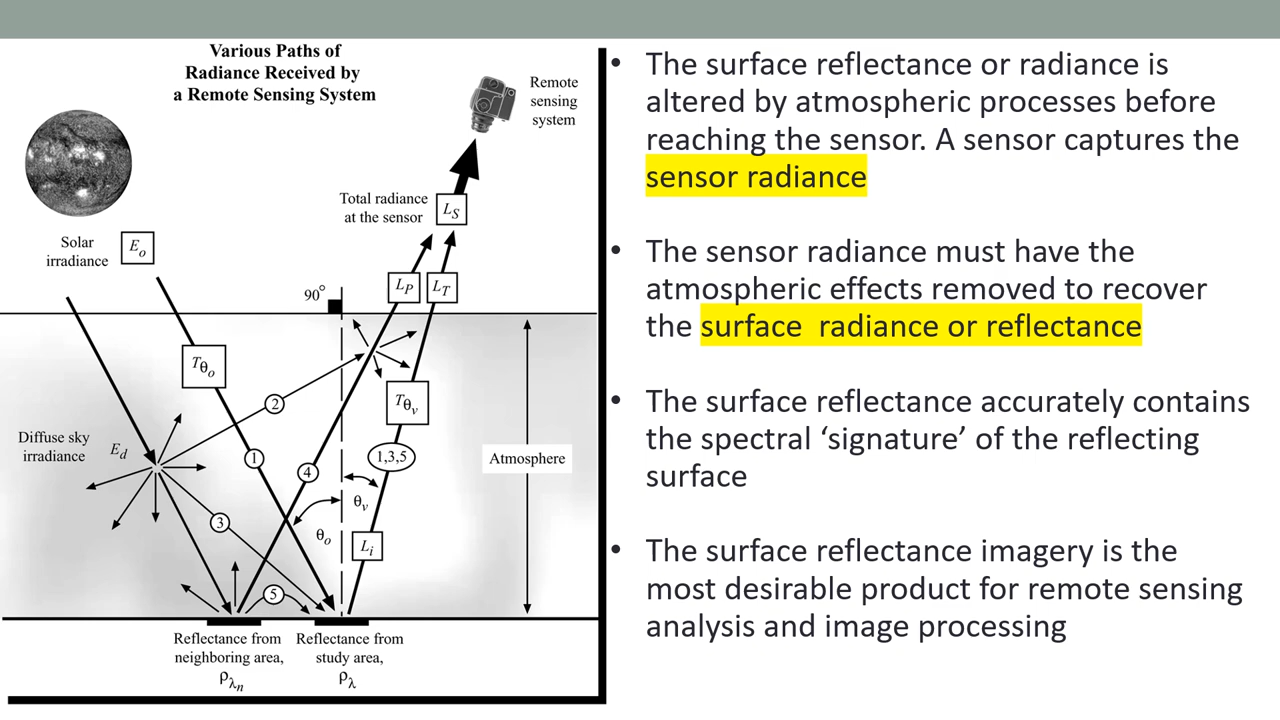 Various Paths of
Radiance Received by
a Remote Sensing System
Remote
sensing
system
Total radiance
at the sensor
L_S
Solar
irradiance
E_o
L_P
L_T
90°
T_θ_o
T_θ_v
2
Diffuse sky
irradiance
E_d
1
4
1,3,5
Atmosphere
θ_v
3
θ_o
L_i
5
Reflectance from
neighboring area,
ρ_λ_n
Reflectance from
study area,
ρ_λ
• The surface reflectance or radiance is
altered by atmospheric processes before
reaching the sensor. A sensor captures the
sensor radiance
• The sensor radiance must have the
atmospheric effects removed to recover
the surface  radiance or reflectance
• The surface reflectance accurately contains
the spectral ‘signature’ of the reflecting
surface
• The surface reflectance imagery is the
most desirable product for remote sensing
analysis and image processing